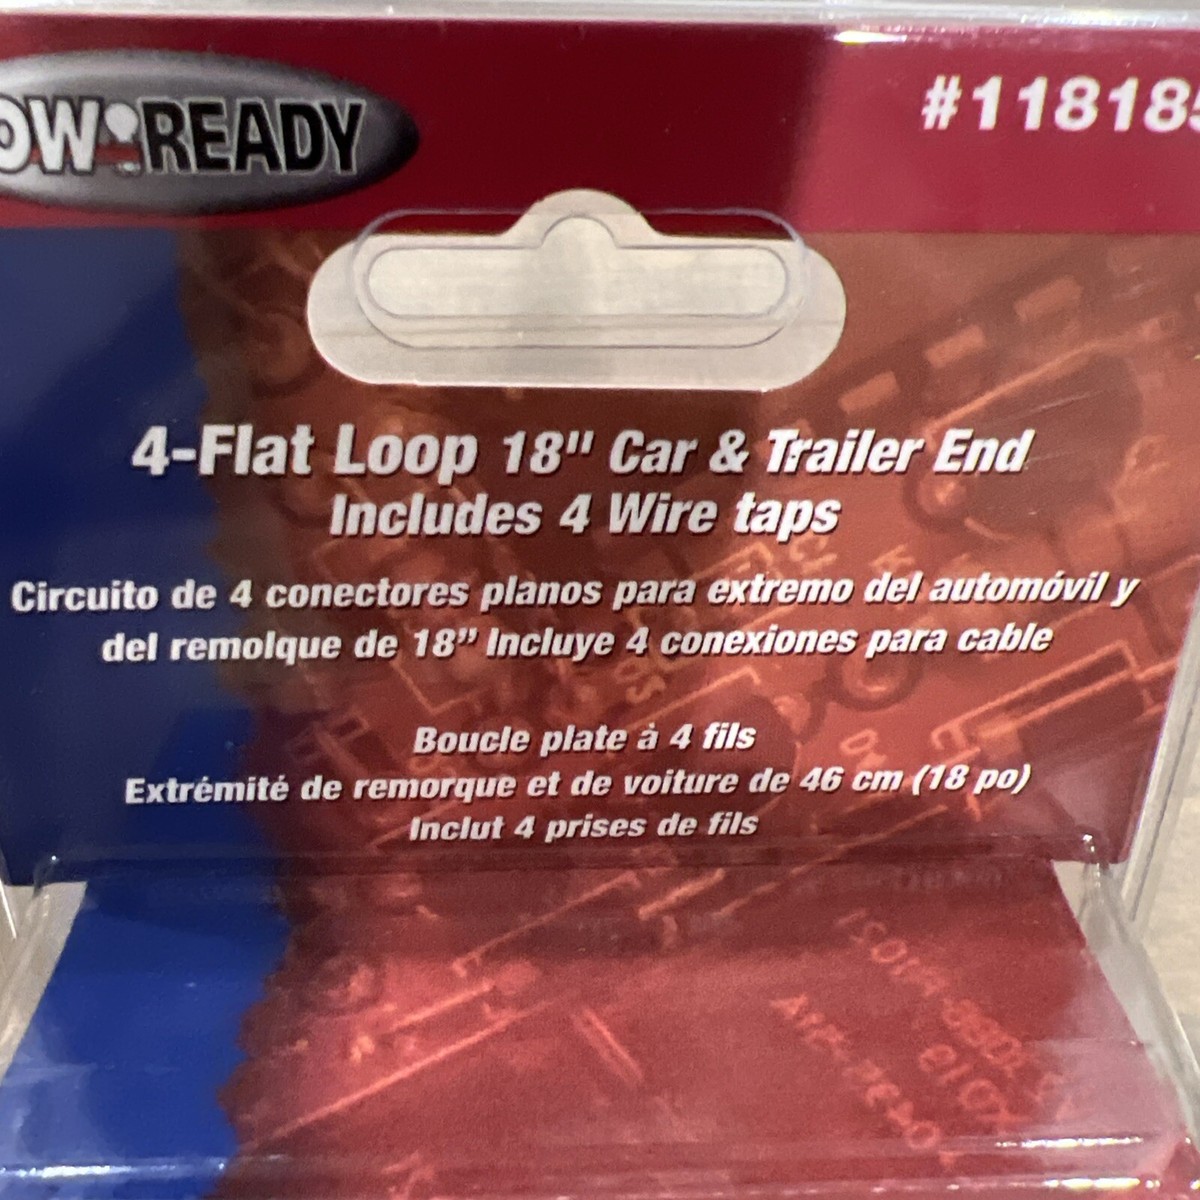 OW READY
#118185
4-Flat Loop 18" Car & Trailer End
Includes 4 Wire taps
Circuito de 4 conectores planos para extremo del automóvil y
del remolque de 18” Incluye 4 conexiones para cable
Boucle plate à 4 fils
Extrémité de remorque et de voiture de 46 cm (18 po)
Inclut 4 prises de fils